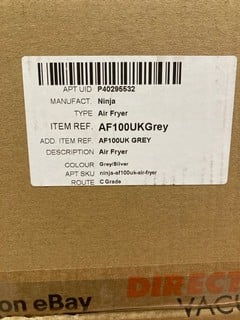 APT UID P40295532
MANUFACT. Ninja
TYPE Air Fryer
ITEM REF. AF100UKGrey
ADD. ITEM REF. AF100UK GREY
DESCRIPTION Air Fryer
COLOUR Grey/Silver
APT SKU ninja-af100uk-air-fryer
ROUTE C Grade
DIRECT
on eBay
VACU